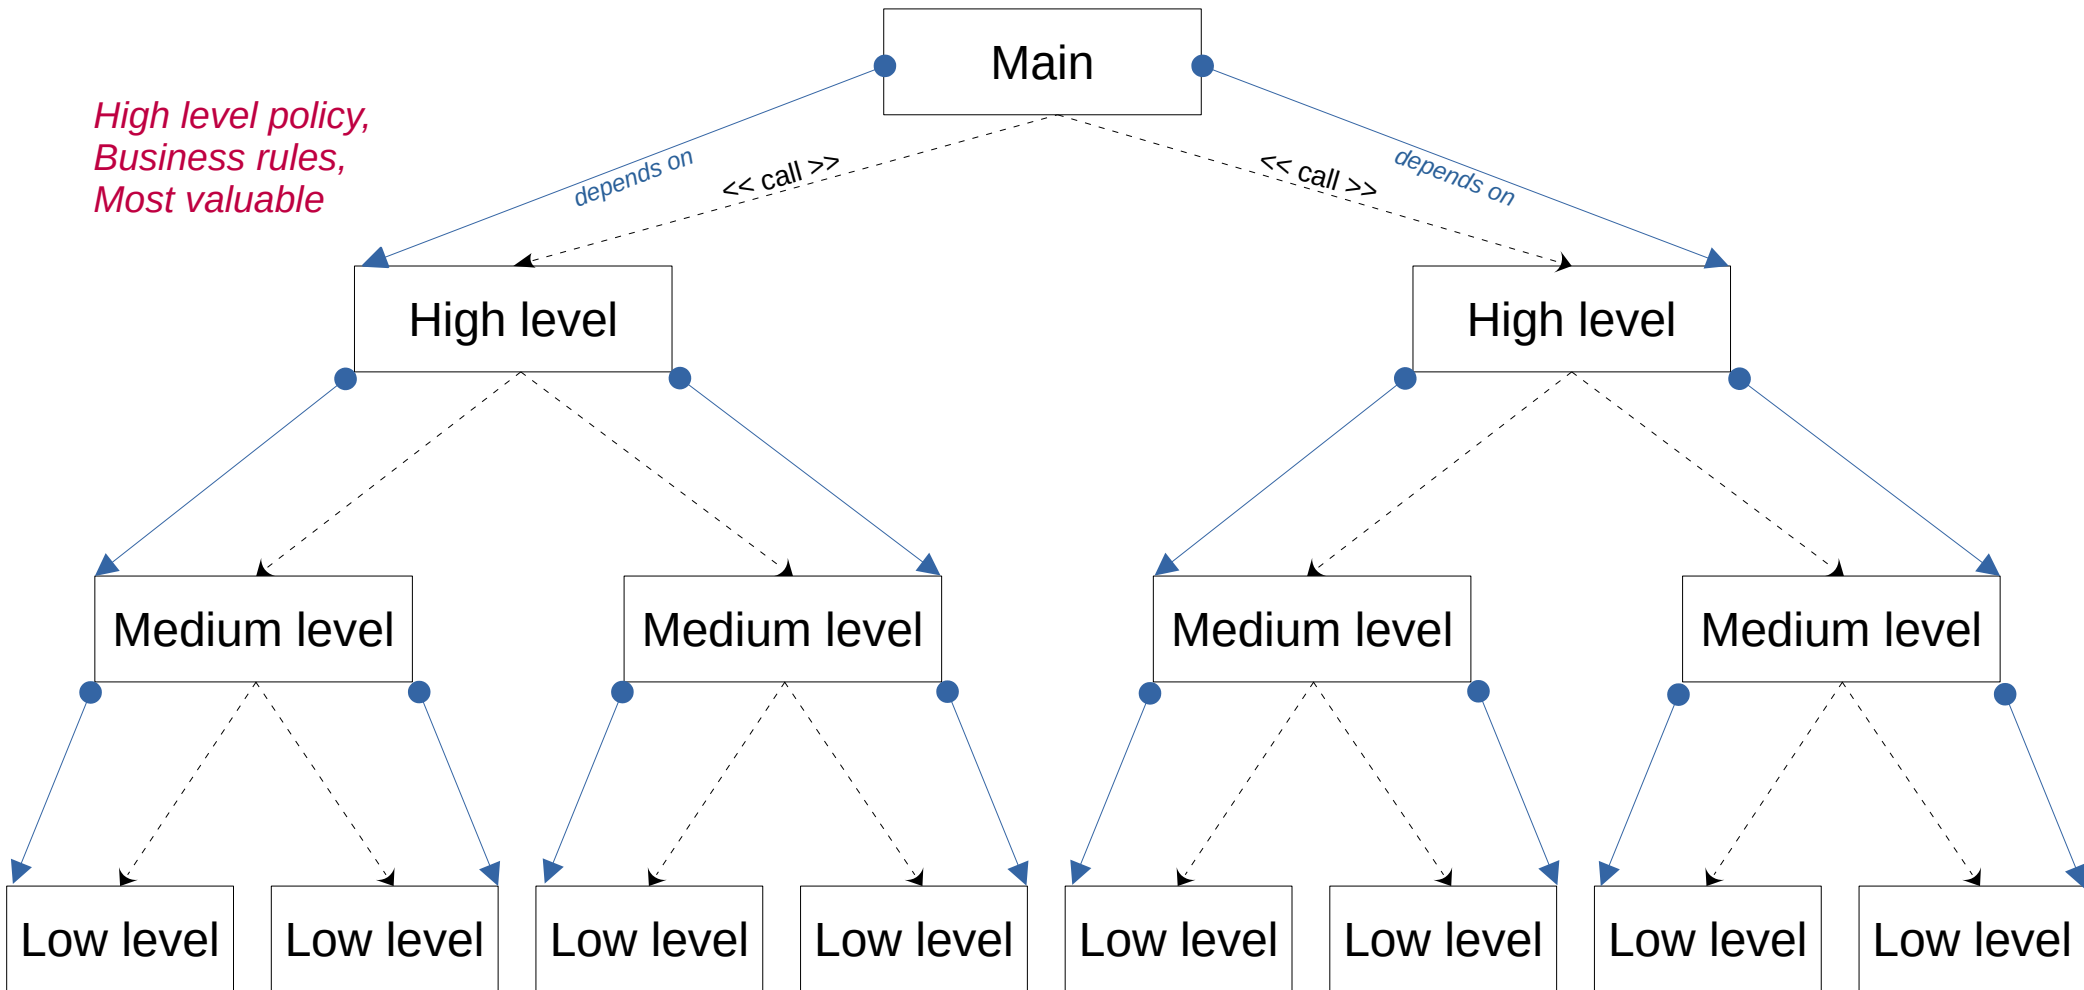 Main
High level policy,
Business rules,
Most valuable
depends on
<< call >>
<< call >>
depends on
High level
High level
Medium level
Medium level
Medium level
Medium level
Low level
Low level
Low level
Low level
Low level
Low level
Low level
Low level